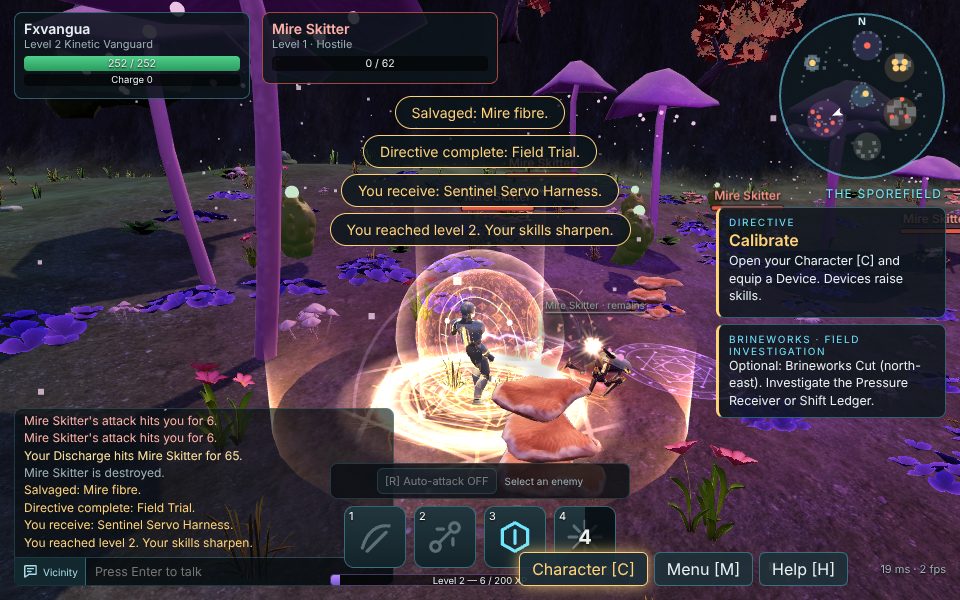 Fxvangua
Level 2 Kinetic Vanguard
252 / 252
Charge 0
Mire Skitter
Level 1 · Hostile
0 / 62
N
Salvaged: Mire fibre.
Directive complete: Field Trial.
You receive: Sentinel Servo Harness.
You reached level 2. Your skills sharpen.
Mire Skitter
THE SPOREFIELD
DIRECTIVE
Calibrate
Open your Character [C] and
equip a Device. Devices raise
skills.
BRINEWORKS · FIELD
INVESTIGATION
Optional: Brineworks Cut (north-
east). Investigate the Pressure
Receiver or Shift Ledger.
Mire Skitter · remains
Mire Skitter's attack hits you for 6.
Mire Skitter's attack hits you for 6.
Your Discharge hits Mire Skitter for 65.
Mire Skitter is destroyed.
Salvaged: Mire fibre.
Directive complete: Field Trial.
You receive: Sentinel Servo Harness.
You reached level 2. Your skills sharpen.
Vicinity
Press Enter to talk
[R] Auto-attack OFF
Select an enemy
1
2
3
4
4
Level 2 — 6 / 200
Character [C]
Menu [M]
Help [H]
19 ms · 2 fps